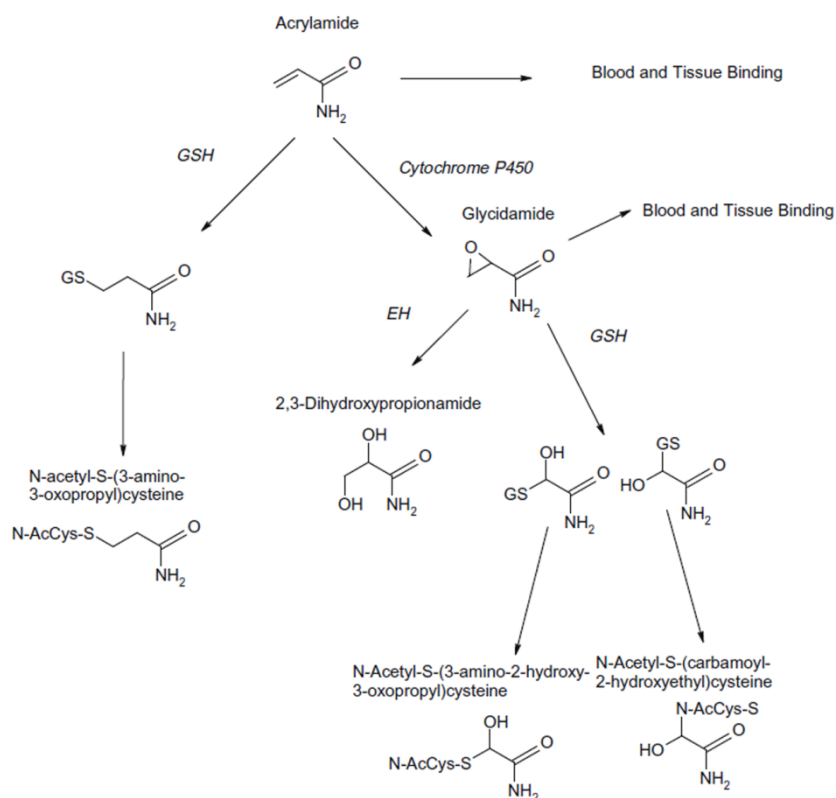 Acrylamide
O
NH2
Blood and Tissue Binding
GSH
Cytochrome P450
Glycidamide
Blood and Tissue Binding
O
O
NH2
GS
O
NH2
EH
GSH
2,3-Dihydroxypropionamide
OH
O
OH
NH2
OH
GS
O
NH2
GS
HO
O
NH2
N-acetyl-S-(3-amino-
3-oxopropyl)cysteine
N-AcCys-S
O
NH2
N-Acetyl-S-(3-amino-2-hydroxy-
3-oxopropyl)cysteine
OH
N-AcCys-S
O
NH2
N-Acetyl-S-(carbamoyl-
2-hydroxyethyl)cysteine
N-AcCys-S
HO
O
NH2